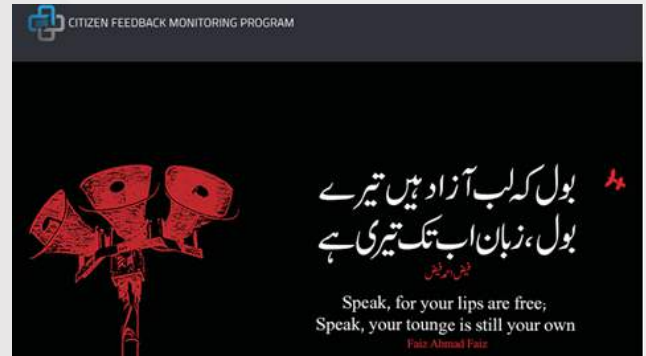 CITIZEN FEEDBACK MONITORING PROGRAM
بول کہ لب آزاد ہیں تیرے
بول، زبان اب تک تیری ہے
فیض احمد فیض
Speak, for your lips are free;
Speak, your tounge is still your own
Faiz Ahmad Faiz